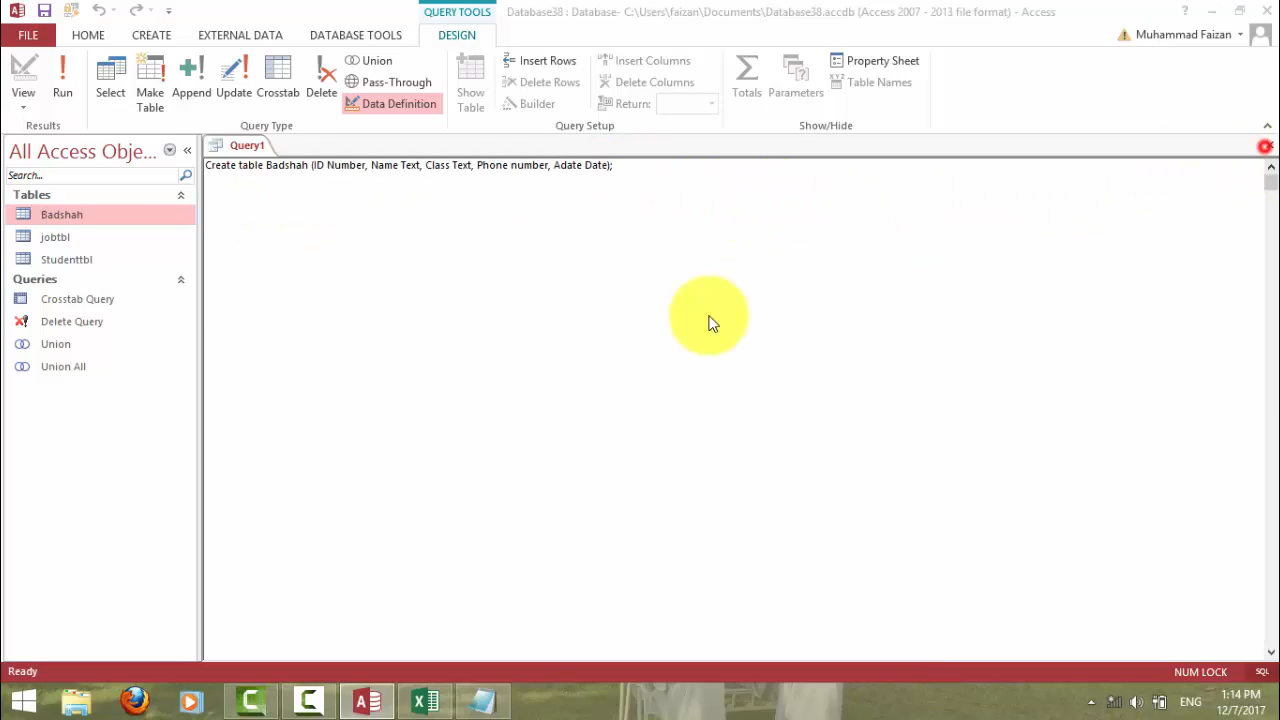 QUERY TOOLS
Database38 : Database- C:\Users\faizan\Documents\Database38.accdb (Access 2007 - 2013 file format) - Access
?
FILE
HOME
CREATE
EXTERNAL DATA
DATABASE TOOLS
DESIGN
Muhammad Faizan
View
Run
Select
Make Table
Append
Update
Crosstab
Delete
Union
Pass-Through
Data Definition
Show Table
Insert Rows
Delete Rows
Builder
Insert Columns
Delete Columns
Return:
Totals
Parameters
Property Sheet
Table Names
Results
Query Type
Query Setup
Show/Hide
All Access Obje...
Search...
Tables
Badshah
jobtbl
Studenttbl
Queries
Crosstab Query
Delete Query
Union
Union All
Query1
Create table Badshah (ID Number, Name Text, Class Text, Phone number, Adate Date);
Ready
NUM LOCK
SQL
ENG
1:14 PM
12/7/2017